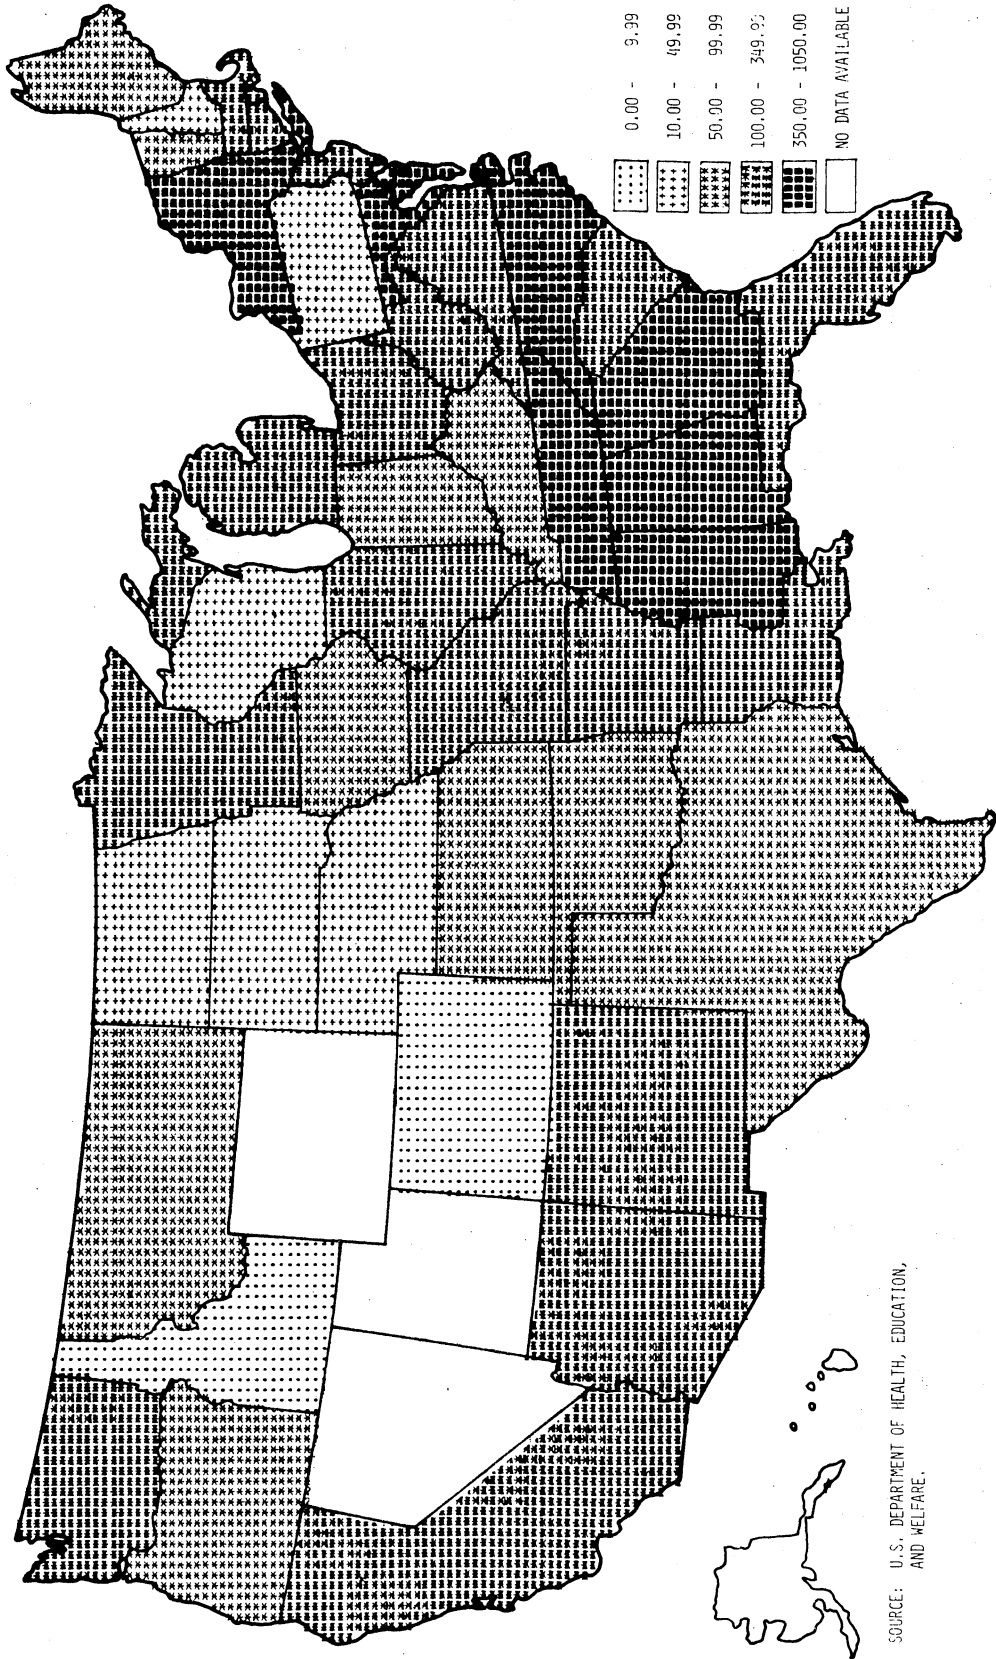 0.00 - 9.99
10.00 - 49.99
50.00 - 99.99
100.00 - 349.99
350.00 - 1050.00
NO DATA AVAILABLE
SOURCE: U.S. DEPARTMENT OF HEALTH, EDUCATION,
AND WELFARE.